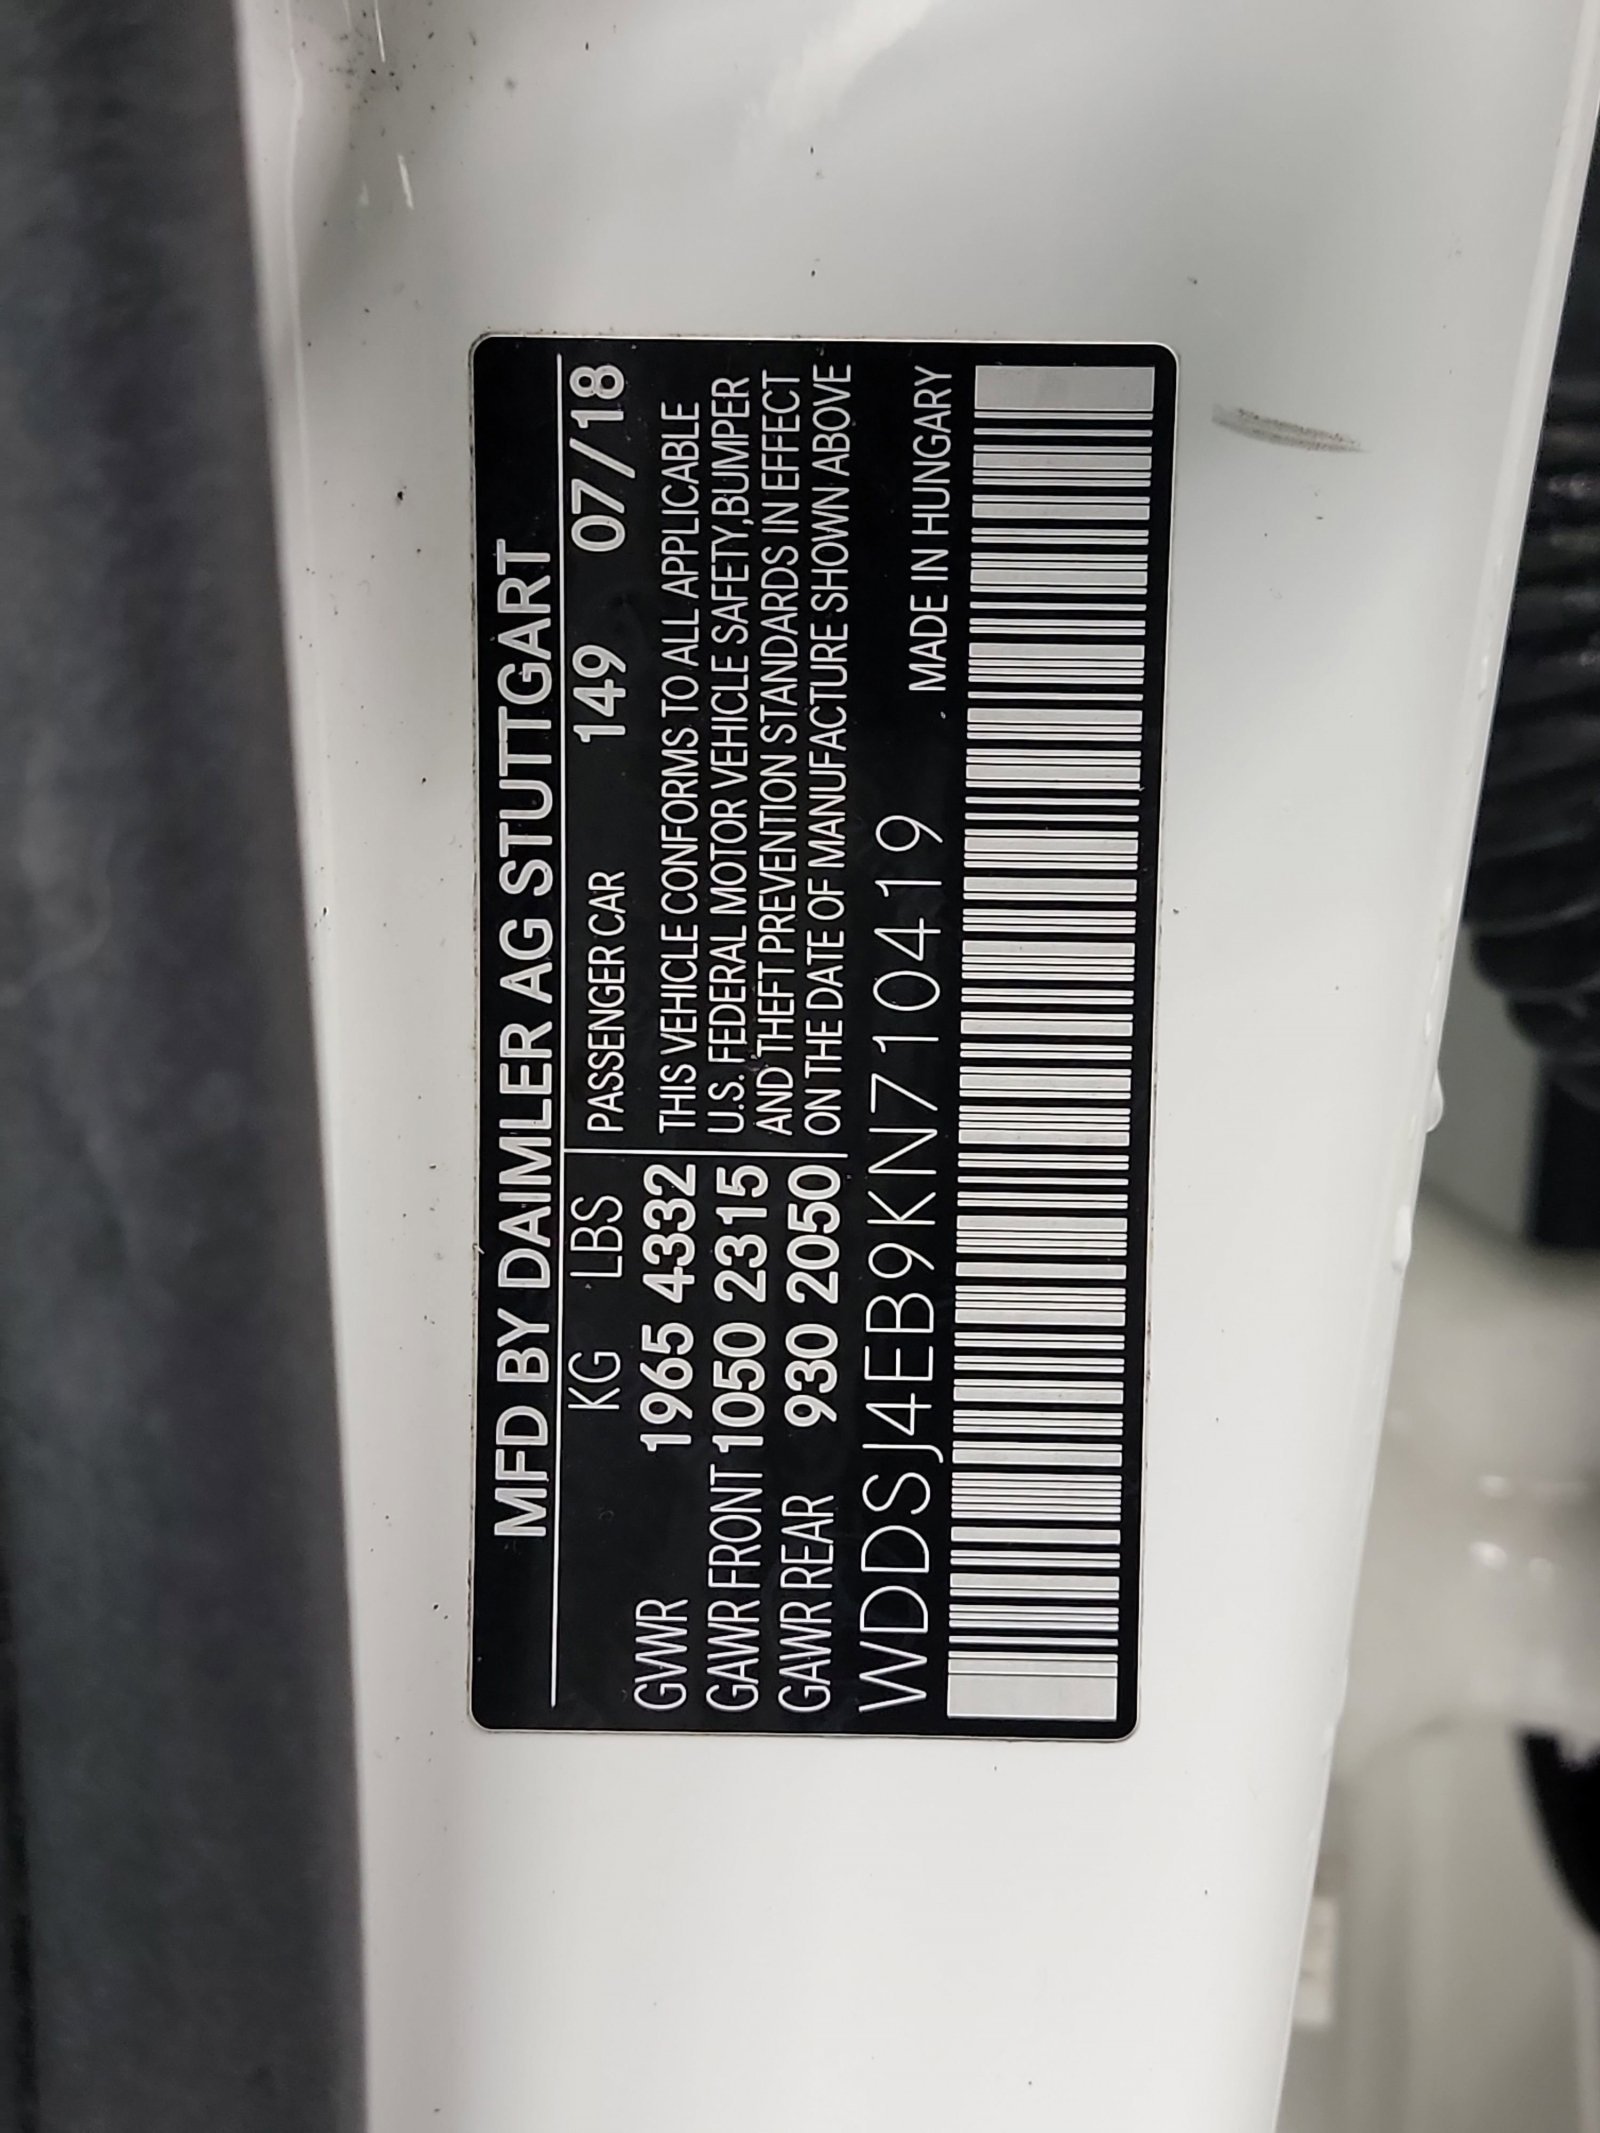 MFD BY DAIMLER AG STUTTGART
KG LBS PASSENGER CAR 149 07/18
GVWR 1965 4332 THIS VEHICLE CONFORMS TO ALL APPLICABLE
GAWR FRONT 1050 2315 U.S. FEDERAL MOTOR VEHICLE SAFETY,BUMPER
AND THEFT PREVENTION STANDARDS IN EFFECT
GAWR REAR 930 2050 ON THE DATE OF MANUFACTURE SHOWN ABOVE
WDDSJ4EB9KN710419 MADE IN HUNGARY